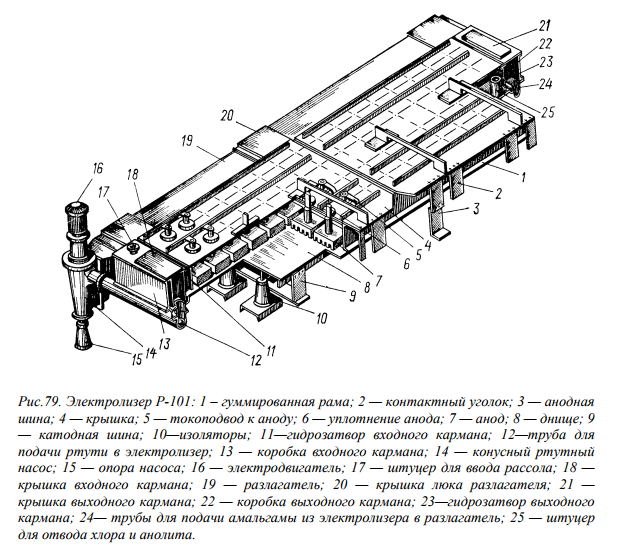 21
22
23
24
25
20
19
18
17
16
1
2
3
4
5
6
7
8
9
10
11
12
13
14
15
Рис.79. Электролизер Р-101: 1 – гуммированная рама; 2 — контактный уголок; 3 — анодная
шина; 4 — крышка; 5 — токоподвод к аноду; 6 — уплотнение анода; 7 — анод; 8 — днище; 9
— катодная шина; 10—изоляторы; 11—гидрозатвор входного кармана; 12—труба для
подачи ртути в электролизер; 13 — коробка входного кармана; 14 — конусный ртутный
насос; 15 — опора насоса; 16 — электродвигатель; 17 — штуцер для ввода рассола; 18 —
крышка входного кармана; 19 — разлагатель; 20 — крышка люка разлагателя; 21 —
крышка выходного кармана; 22 — коробка выходного кармана; 23—гидрозатвор выходного
кармана; 24— трубы для подачи амальгамы из электролизера в разлагатель; 25 — штуцер
для отвода хлора и анолита.